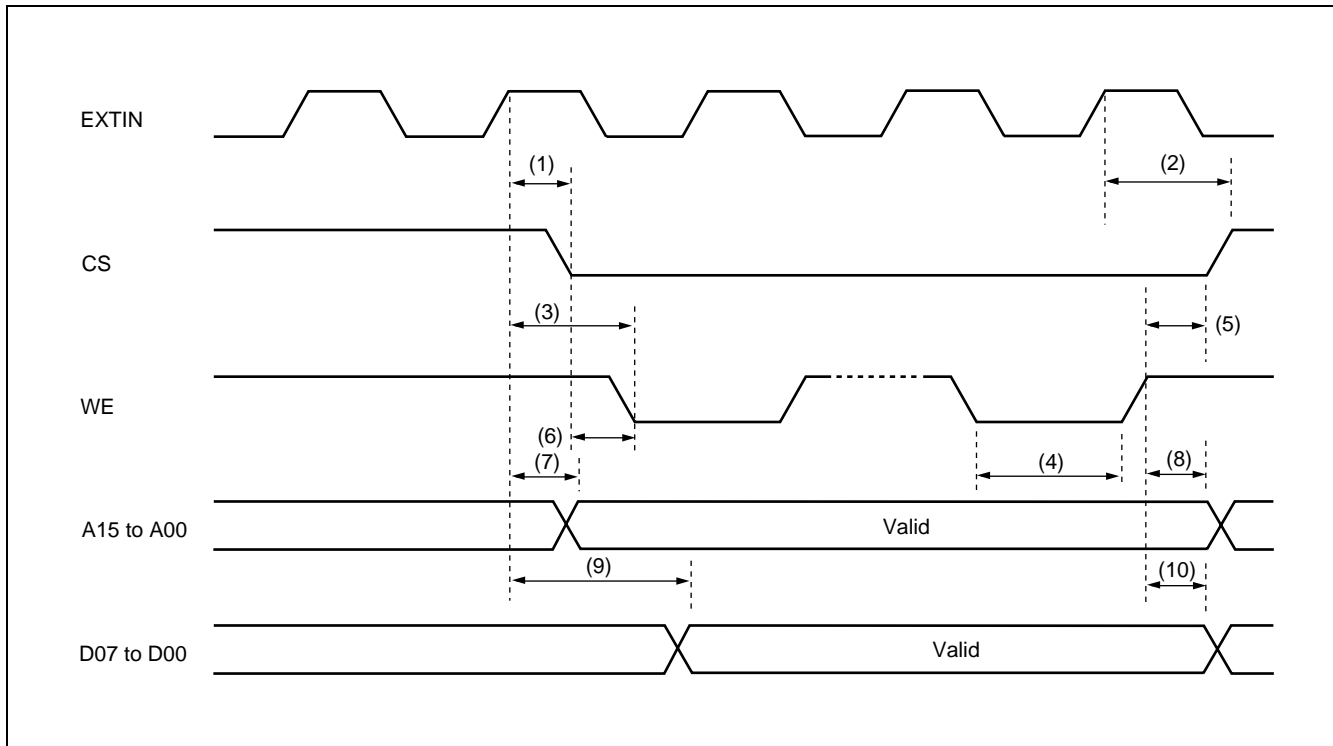 EXTIN
(1)
(2)
CS
(3)
(5)
WE
(6)
(7)
(4)
(8)
A15 to A00
Valid
(9)
(10)
D07 to D00
Valid